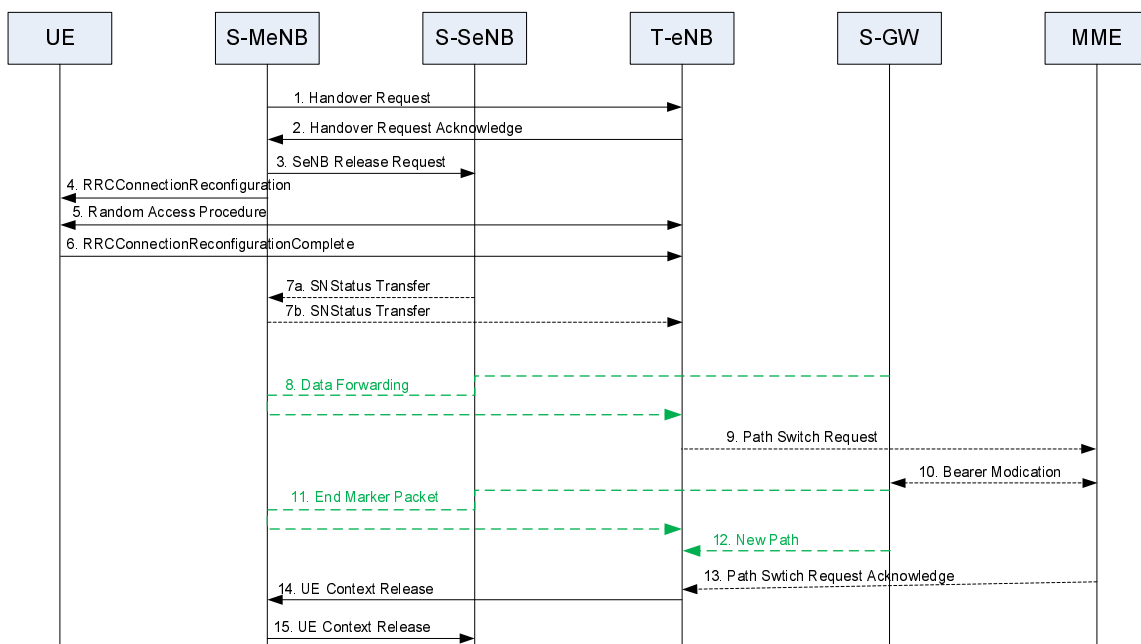 UE
S-MeNB
S-SeNB
T-eNB
S-GW
MME
1. Handover Request
2. Handover Request Acknowledge
3. SeNB Release Request
4. RRCConnectionReconfiguration
5. Random Access Procedure
6. RRCConnectionReconfigurationComplete
7a. SNStatus Transfer
7b. SNStatus Transfer
8. Data Forwarding
9. Path Switch Request
10. Bearer Modication
11. End Marker Packet
12. New Path
13. Path Swtich Request Acknowledge
14. UE Context Release
15. UE Context Release